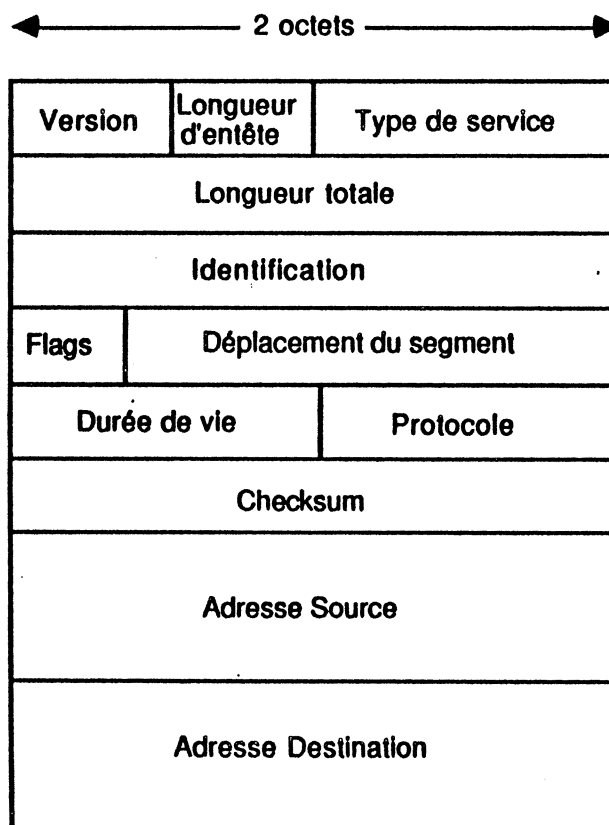 2 octets
Version
Longueur
d'entête
Type de service
Longueur totale
Identification
Flags
Déplacement du segment
Durée de vie
Protocole
Checksum
Adresse Source
Adresse Destination